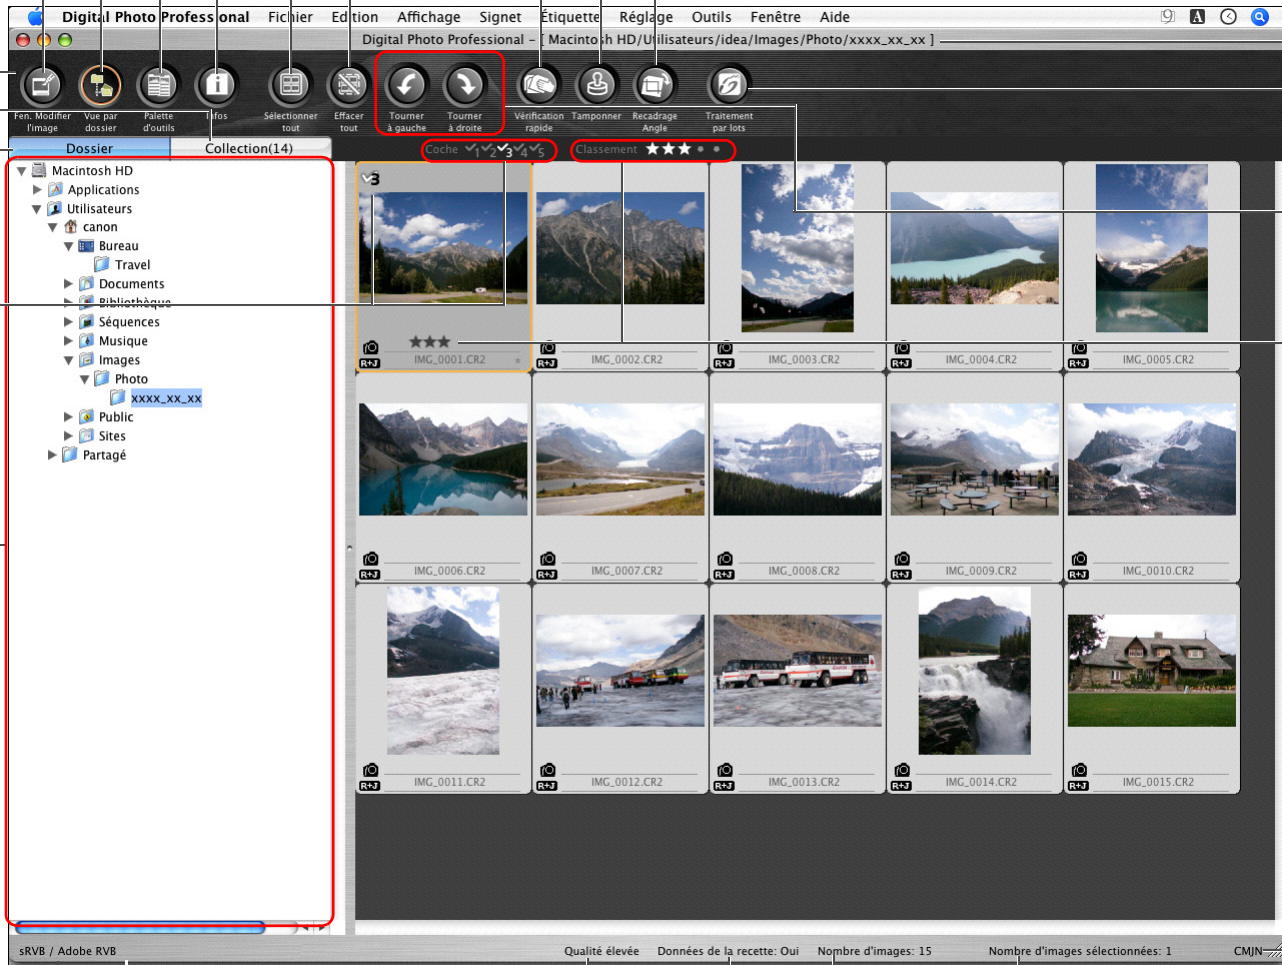 Digital Photo Professional Fichier Edition Affichage Signet Étiquette Réglage Outils Fenêtre Aide
Digital Photo Professional – [ Macintosh HD/Utilisateurs/idea/Images/Photo/xxxx_xx_xx ]
Fen. Modifier l'image
Vue par dossier
Palette d'outils
Infos
Sélectionner tout
Effacer tout
Tourner à gauche
Tourner à droite
Vérification rapide
Tamponner
Recadrage Angle
Traitement par lots
Dossier Collection(14)
Coche 1 2 3 4 5 Classement
Macintosh HD
Applications
Utilisateurs
canon
Bureau
Travel
Documents
Bibliothèque
Séquences
Musique
Images
Photo
xxxx_xx_xx
Public
Sites
Partagé
3
R+J IMG_0001.CR2
R+J IMG_0002.CR2
R+J IMG_0003.CR2
R+J IMG_0004.CR2
R+J IMG_0005.CR2
R+J IMG_0006.CR2
R+J IMG_0007.CR2
R+J IMG_0008.CR2
R+J IMG_0009.CR2
R+J IMG_0010.CR2
R+J IMG_0011.CR2
R+J IMG_0012.CR2
R+J IMG_0013.CR2
R+J IMG_0014.CR2
R+J IMG_0015.CR2
sRVB / Adobe RVB Qualité élevée Données de la recette: Oui Nombre d'images: 15 Nombre d'images sélectionnées: 1 CMJN